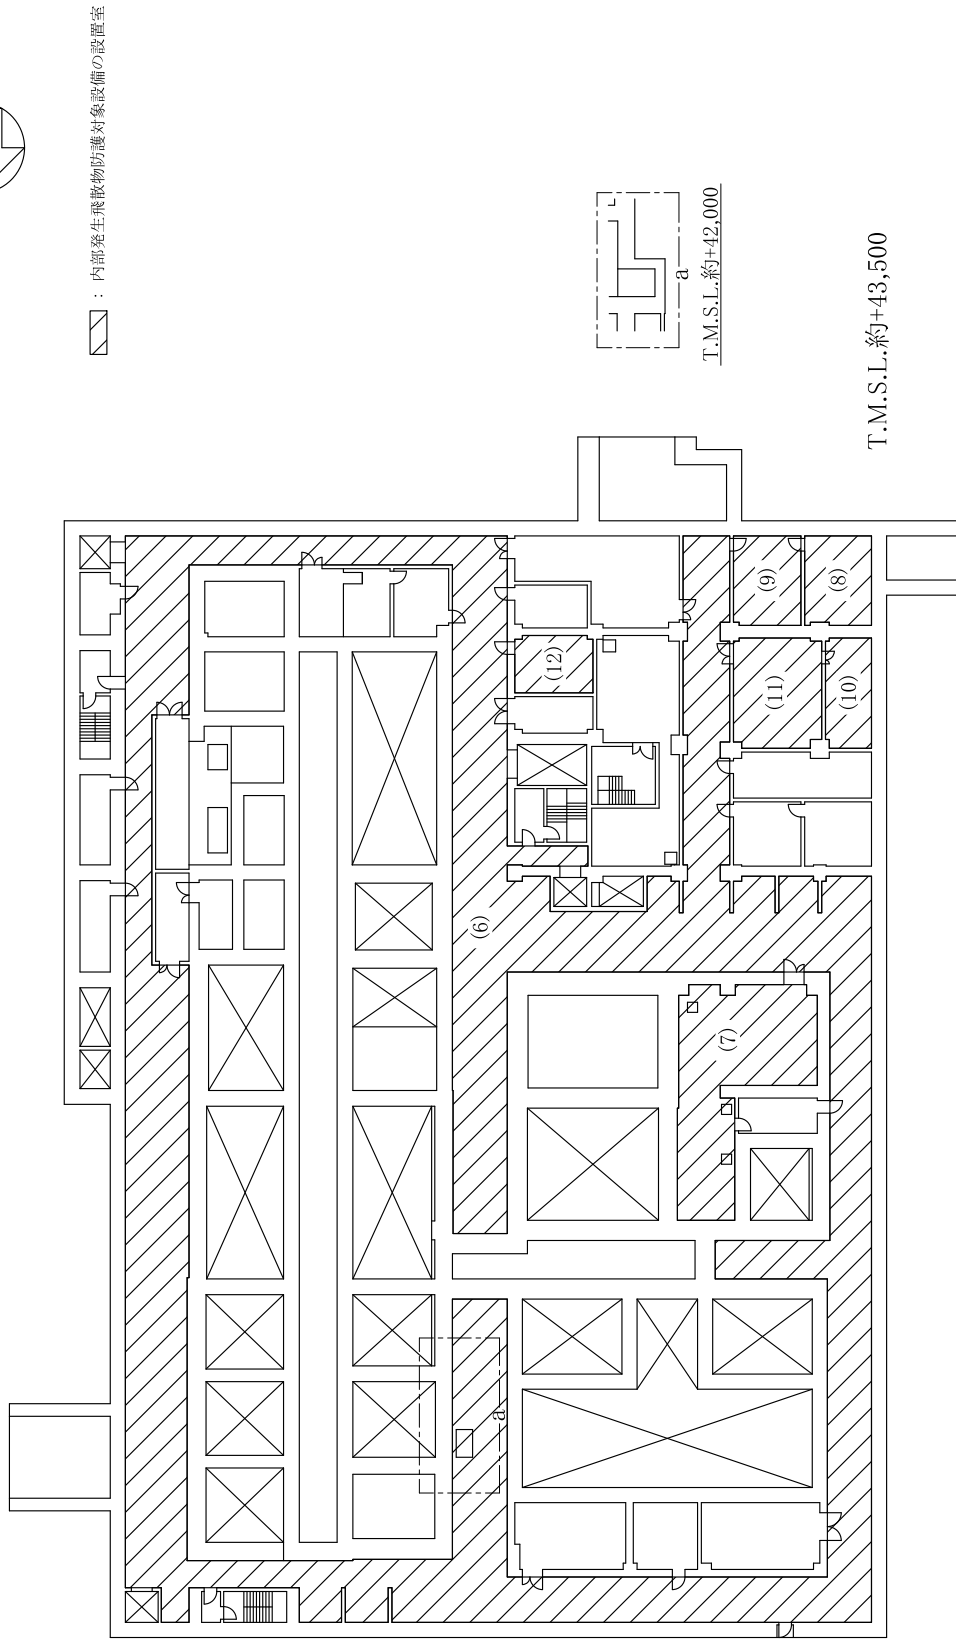 ：内部発生飛散物防護対象設備の設置室
a
T.M.S.L.約+42,000
T.M.S.L.約+43,500
(9)
(8)
(12)
(11)
(10)
(6)
(7)
a